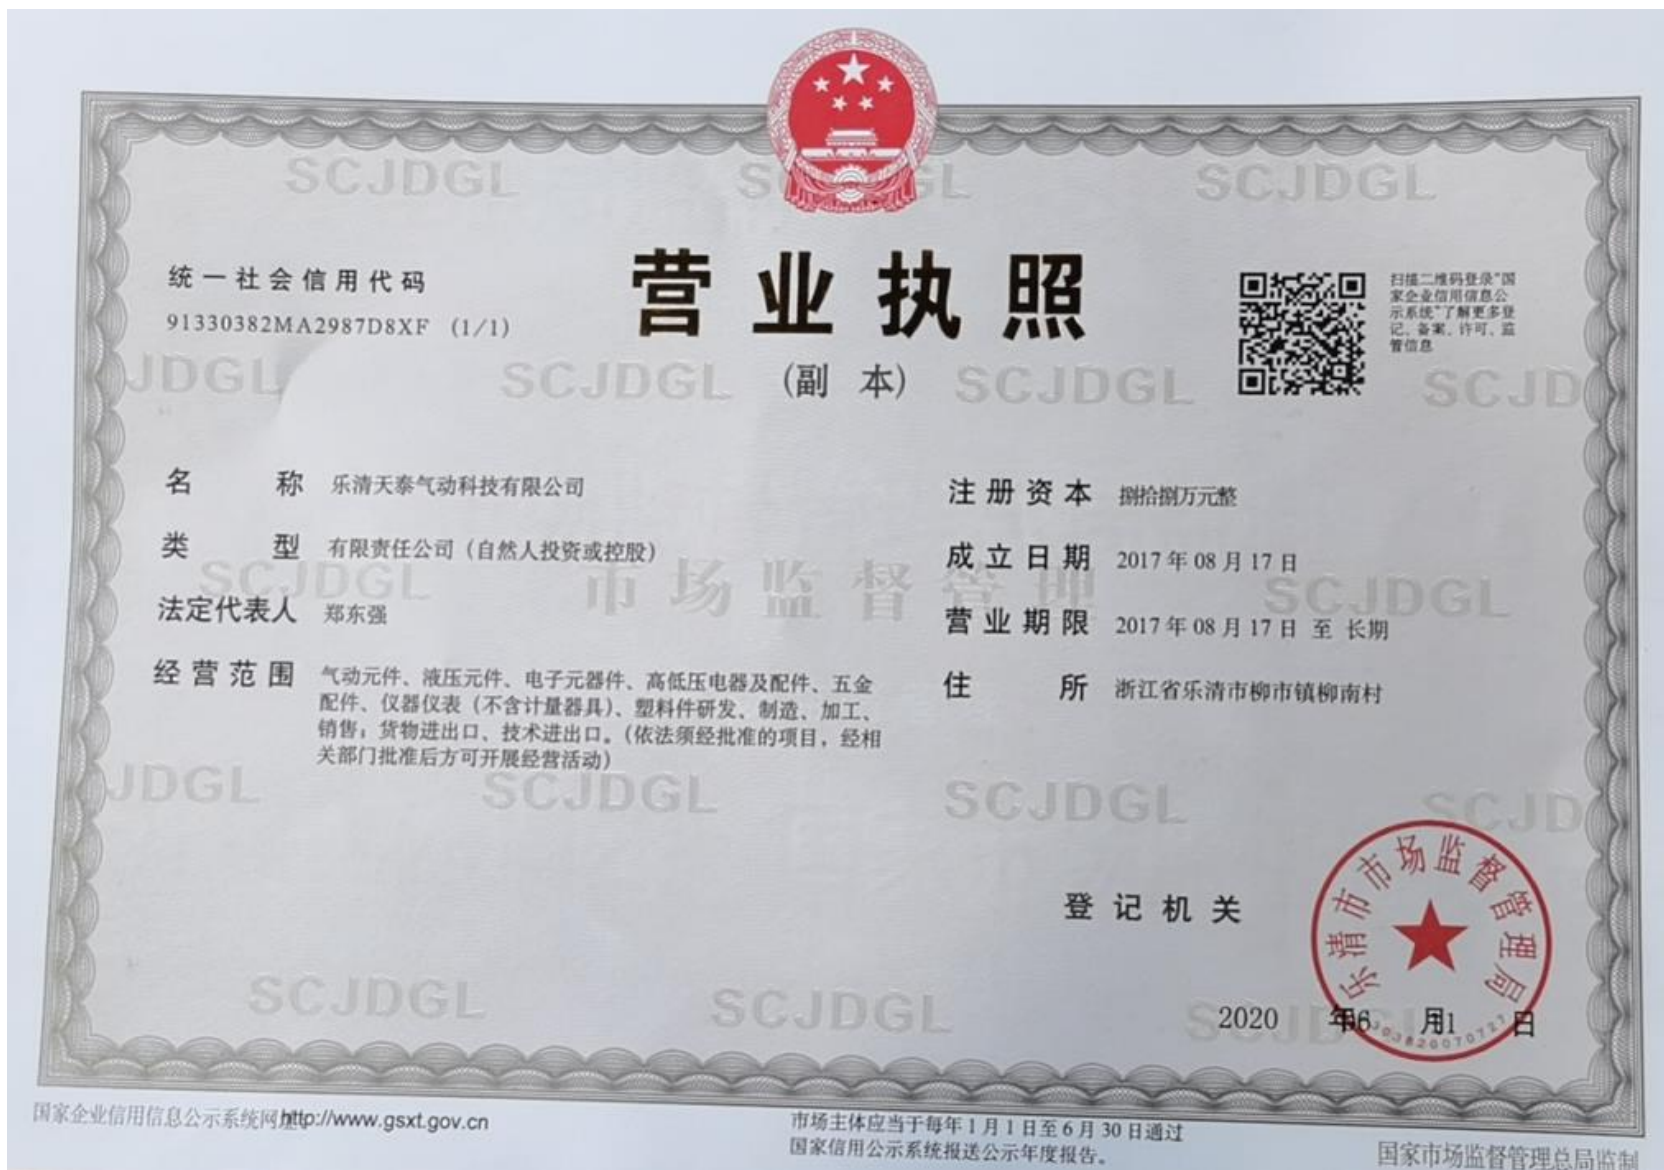 统一社会信用代码
91330382MA2987D8XF (1/1)
营业执照
(副 本)
扫描二维码登录“国
家企业信用信息公
示系统”了解更多登
记、备案、许可、监
管信息
名 称 乐清天泰气动科技有限公司
类 型 有限责任公司（自然人投资或控股）
法定代表人 郑东强
经营范围 气动元件、液压元件、电子元器件、高低压电器及配件、五金
配件、仪器仪表（不含计量器具）、塑料件研发、制造、加工、
销售；货物进出口、技术进出口。（依法须经批准的项目，经相
关部门批准后方可开展经营活动）
注册资本 捌拾捌万元整
成立日期 2017年08月17日
营业期限 2017年08月17日 至 长期
住 所 浙江省乐清市柳市镇柳南村
登记机关
乐清市市场监督管理局
2020 年 月 日
SCJDGL
市场监督管理
国家企业信用信息公示系统网址:http://www.gsxt.gov.cn
市场主体应当于每年1月1日至6月30日通过
国家信用公示系统报送公示年度报告。
国家市场监督管理总局监制